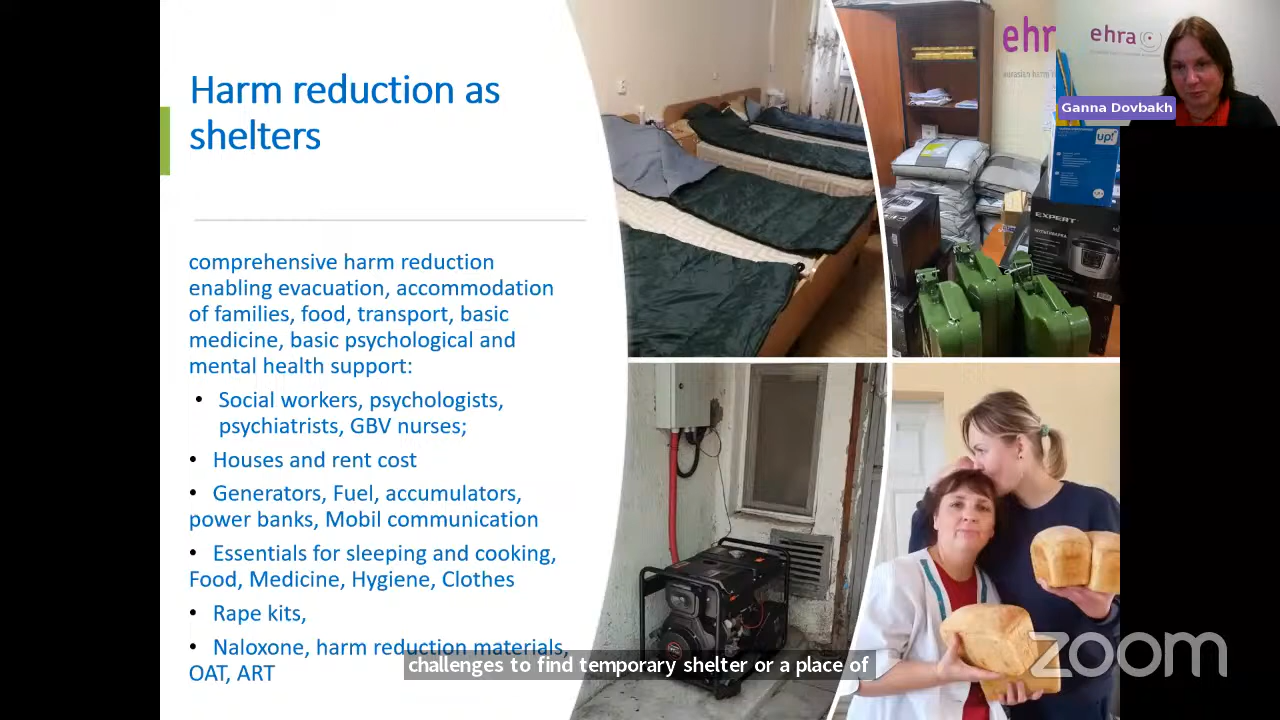 Harm reduction as
shelters
comprehensive harm reduction
enabling evacuation, accommodation
of families, food, transport, basic
medicine, basic psychological and
mental health support:
• Social workers, psychologists,
psychiatrists, GBV nurses;
• Houses and rent cost
• Generators, Fuel, accumulators,
power banks, Mobil communication
• Essentials for sleeping and cooking,
Food, Medicine, Hygiene, Clothes
• Rape kits,
• Naloxone, harm reduction materials,
OAT, ART
ehr
ehra
Ganna Dovbakh
up!
EXPERT
challenges to find temporary shelter or a place of
zoom